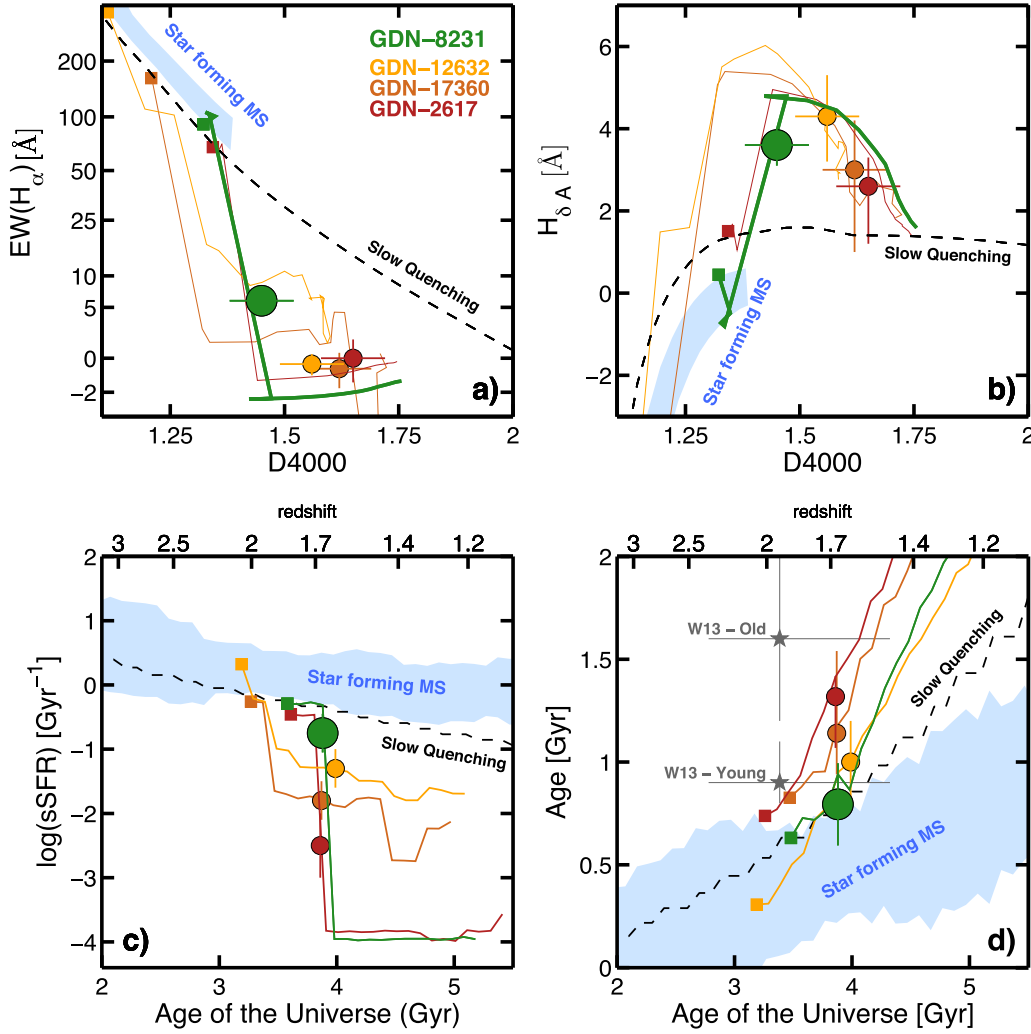 EW(Hα) [Å]
200
100
50
25
10
5
0
−2
Star forming MS
GDN−8231
GDN−12632
GDN−17360
GDN−2617
Slow Quenching
a)
1.25
1.5
1.75
2
D4000
Hδ A [Å]
6
4
2
0
−2
Slow Quenching
Star forming MS
b)
1.25
1.5
1.75
2
D4000
redshift
3
2.5
2
1.7
1.4
1.2
log(sSFR) [Gyr−1]
2
1
0
−1
−2
−3
−4
Star forming MS
Slow Quenching
c)
2
3
4
5
Age of the Universe (Gyr)
redshift
3
2.5
2
1.7
1.4
1.2
Age [Gyr]
2
1.5
1
0.5
0
W13 − Old
W13 − Young
Slow Quenching
Star forming MS
d)
2
3
4
5
Age of the Universe [Gyr]